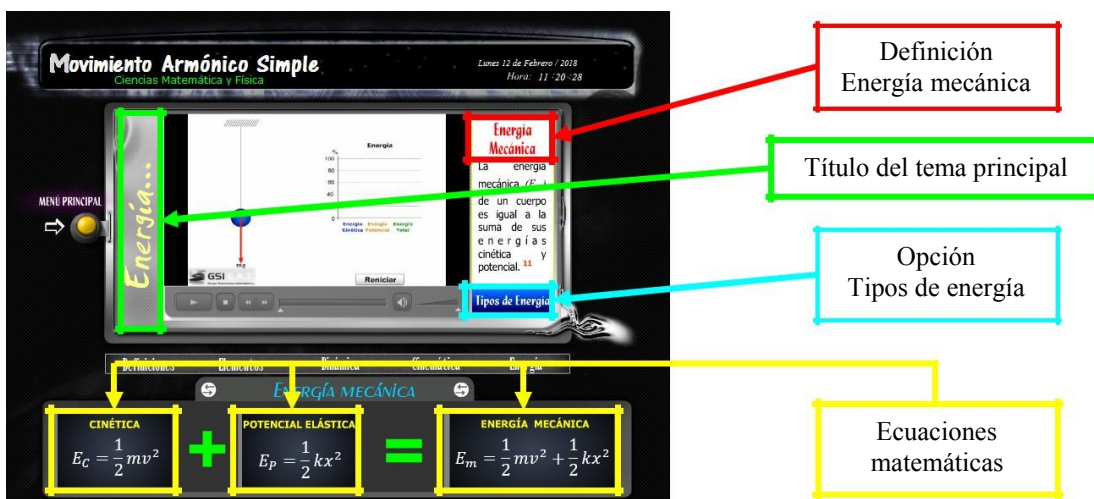 Movimiento Armónico Simple
Ciencias Matemática y Física
Lunes 12 de Febrero / 2018
Hora: 11 :20 :28
Definición
Energía mecánica
Título del tema principal
Opción
Tipos de energía
Ecuaciones
matemáticas
MENÚ PRINCIPAL
Energía...
Energía
%
100
80
60
40
20
0
Energía Energía Energía
Cinética Potencial Total
mg
GSI
Reniciar
Energía
Mecánica
La energía
mecánica
de un cuerpo
es igual a la
suma de sus
energías
cinética y
potencial. 11
Tipos de Energía
Definiciones Elementos Dinámica Cinemática Energía
ENERGÍA MECÁNICA
CINÉTICA
E_C = 1/2 mv²
+
POTENCIAL ELÁSTICA
E_P = 1/2 kx²
=
ENERGÍA MECÁNICA
E_m = 1/2 mv² + 1/2 kx²